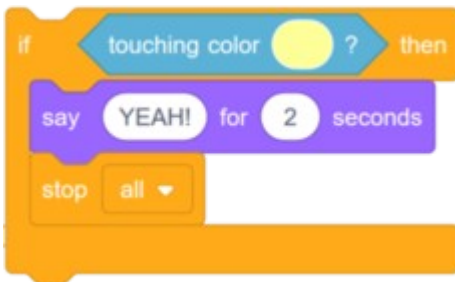 if touching color ? then
say YEAH! for 2 seconds
stop all